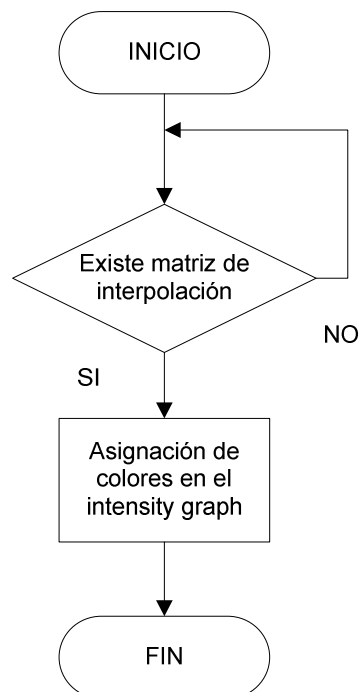 INICIO
Existe matriz de
interpolación
NO
SI
Asignación de
colores en el
intensity graph
FIN